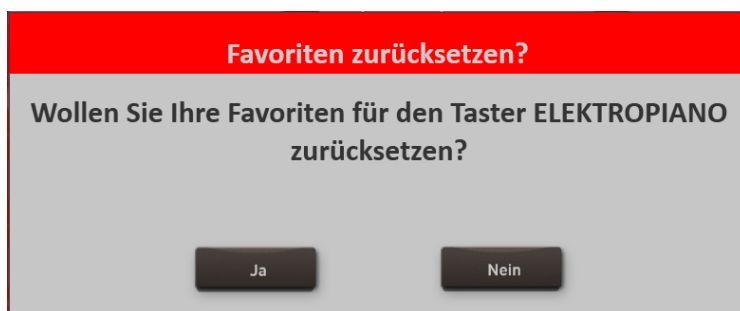 Favoriten zurücksetzen?
Wollen Sie Ihre Favoriten für den Taster ELEKTROPIANO
zurücksetzen?
Ja
Nein